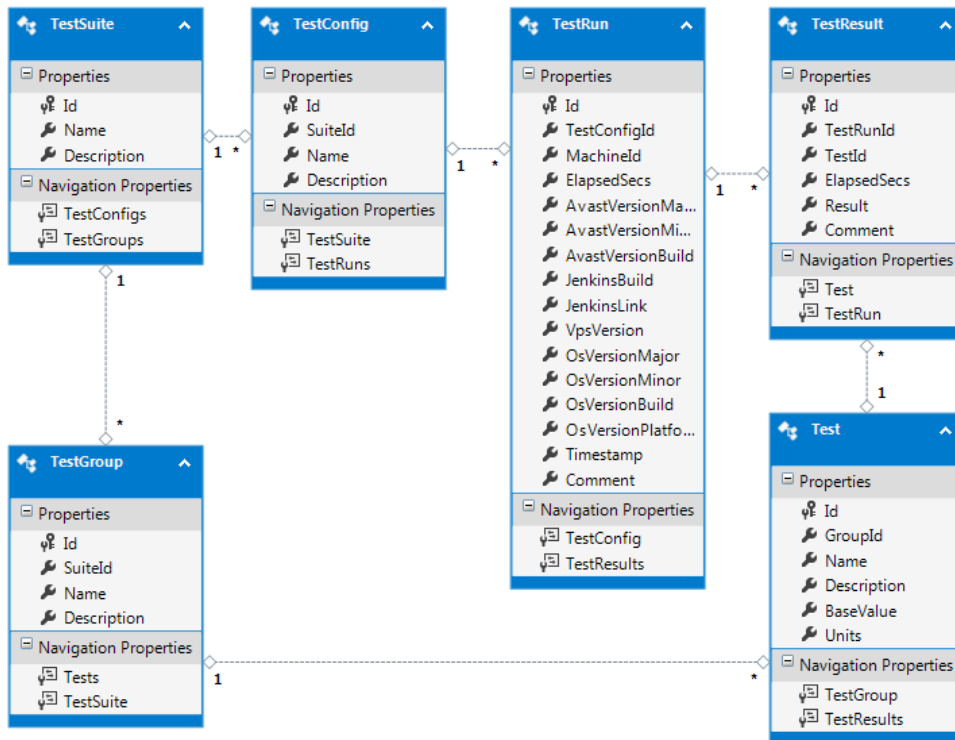 TestSuite
Properties
Id
Name
Description
Navigation Properties
TestConfigs
TestGroups
1 *
TestConfig
Properties
Id
SuiteId
Name
Description
Navigation Properties
TestSuite
TestRuns
1 *
TestRun
Properties
Id
TestConfigId
MachineId
ElapsedSecs
AvastVersionMa...
AvastVersionMi...
AvastVersionBuild
JenkinsBuild
JenkinsLink
VpsVersion
OsVersionMajor
OsVersionMinor
OsVersionBuild
OsVersionPlatfo...
Timestamp
Comment
Navigation Properties
TestConfig
TestResults
1 *
TestResult
Properties
Id
TestRunId
TestId
ElapsedSecs
Result
Comment
Navigation Properties
Test
TestRun
1
*
*
1
TestGroup
Properties
Id
SuiteId
Name
Description
Navigation Properties
Tests
TestSuite
1 *
Test
Properties
Id
GroupId
Name
Description
BaseValue
Units
Navigation Properties
TestGroup
TestResults